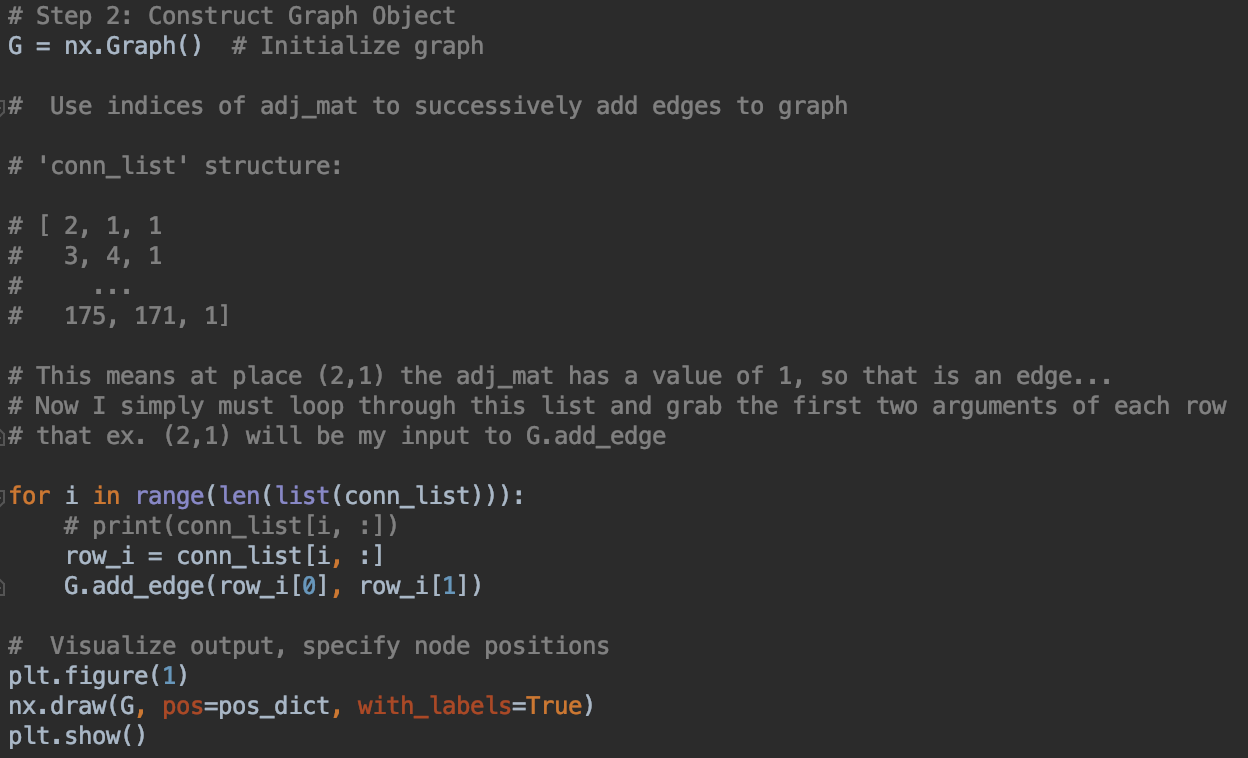 # Step 2: Construct Graph Object
G = nx.Graph()  # Initialize graph
#  Use indices of adj_mat to successively add edges to graph
# 'conn_list' structure:
# [ 2, 1, 1
#   3, 4, 1
#     ...
#   175, 171, 1]
# This means at place (2,1) the adj_mat has a value of 1, so that is an edge...
# Now I simply must loop through this list and grab the first two arguments of each row
# that ex. (2,1) will be my input to G.add_edge
for i in range(len(list(conn_list))):
    # print(conn_list[i, :])
    row_i = conn_list[i, :]
    G.add_edge(row_i[0], row_i[1])
#  Visualize output, specify node positions
plt.figure(1)
nx.draw(G, pos=pos_dict, with_labels=True)
plt.show()